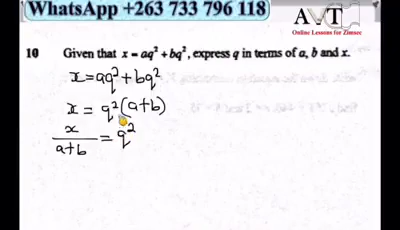 WhatsApp +263 733 796 118
AVT
Online Lessons for Zimsec
10 Given that x = aq² + bq², express q in terms of a, b and x.
x = aq² + bq²
x = q²(a+b)
x/(a+b) = q²